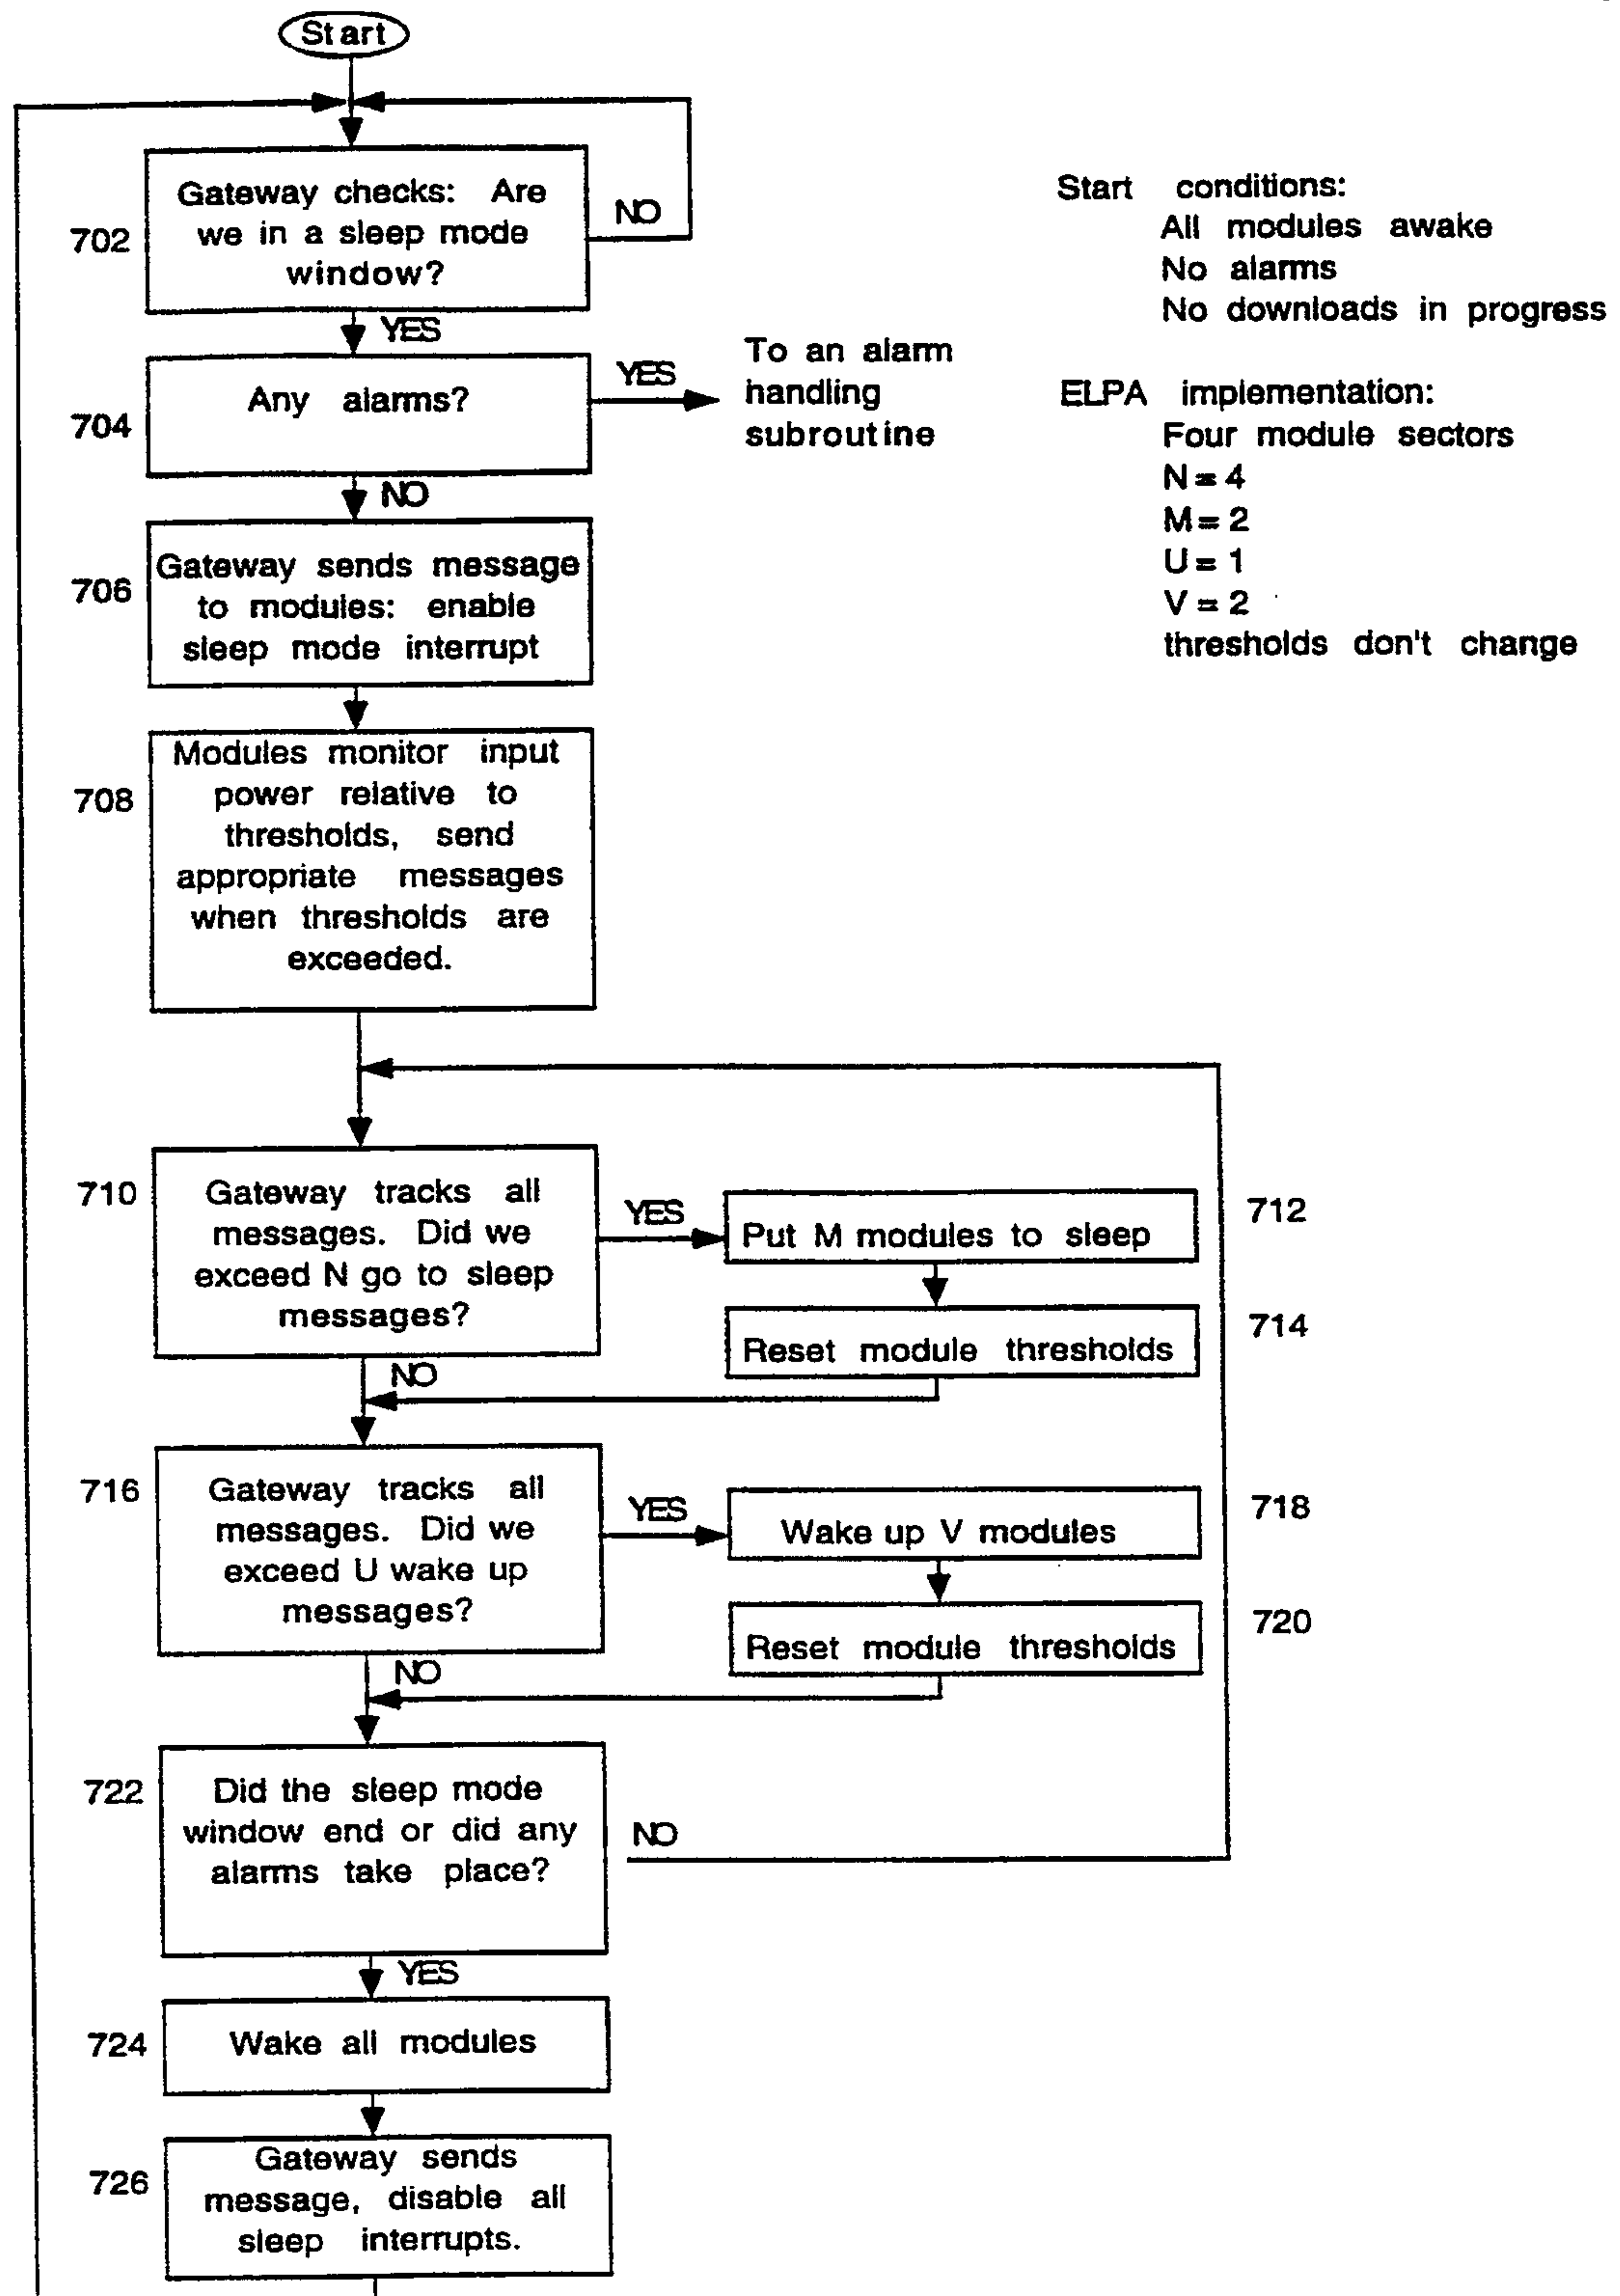 Start
Gateway checks: Are
we in a sleep mode
window?
702
NO
YES
Any alarms?
704
YES
To an alarm
handling
subroutine
NO
Gateway sends message
to modules: enable
sleep mode interrupt
706
Modules monitor input
power relative to
thresholds, send
appropriate messages
when thresholds are
exceeded.
708
Start conditions:
All modules awake
No alarms
No downloads in progress
ELPA implementation:
Four module sectors
N = 4
M = 2
U = 1
V = 2
thresholds don't change
710
Gateway tracks all
messages. Did we
exceed N go to sleep
messages?
YES
Put M modules to sleep
712
Reset module thresholds
714
NO
716
Gateway tracks all
messages. Did we
exceed U wake up
messages?
YES
Wake up V modules
718
Reset module thresholds
720
NO
722
Did the sleep mode
window end or did any
alarms take place?
NO
YES
724
Wake all modules
726
Gateway sends
message, disable all
sleep interrupts.